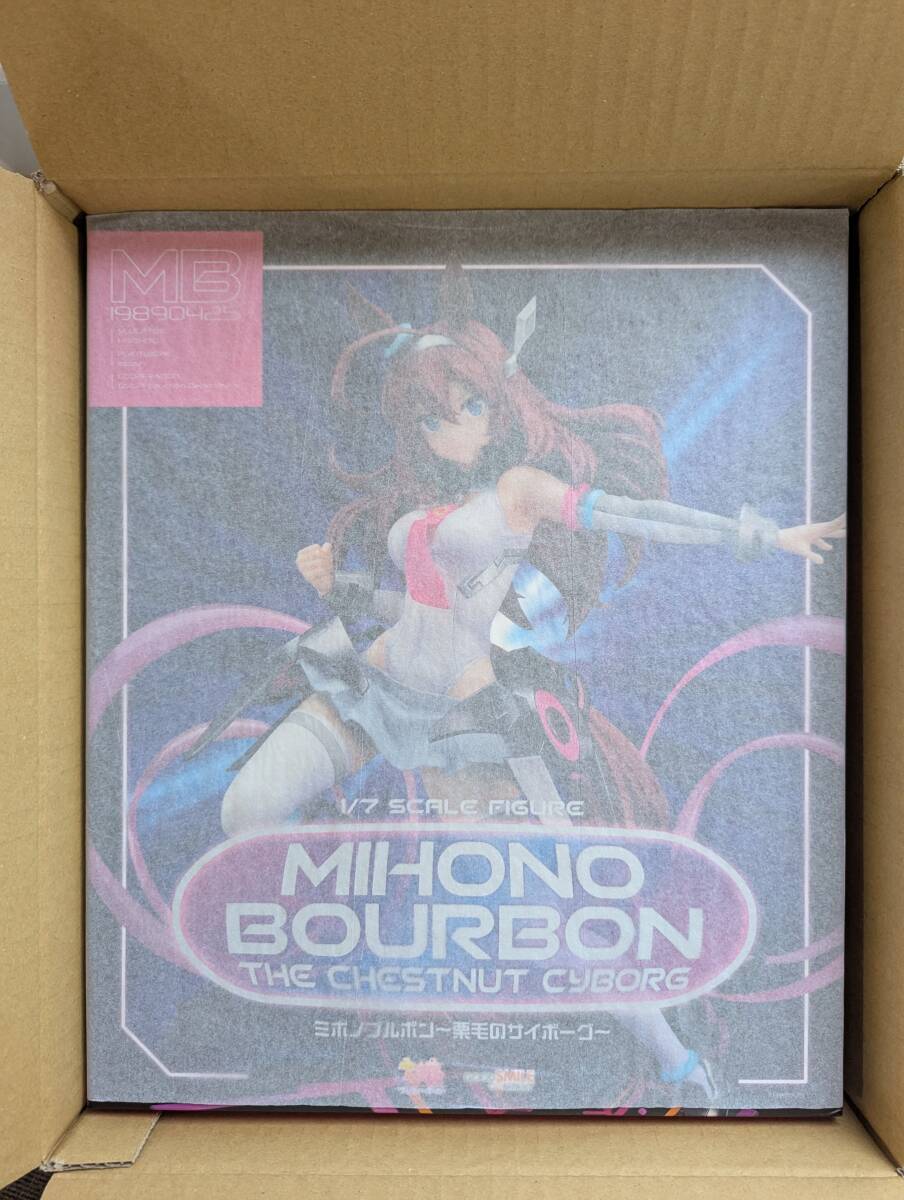 MB
19890425
1/7 SCALE FIGURE
MIHONO
BOURBON
THE CHESTNUT CYBORG
ミホノブルボン〜栗毛のサイボーグ〜
SMILE